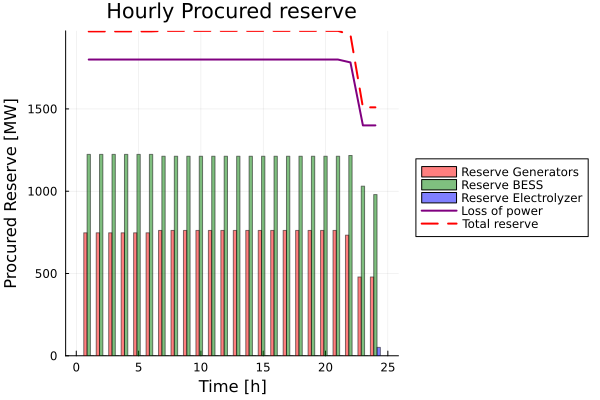 Hourly Procured reserve
Procured Reserve [MW]
1500
1000
500
0
0 5 10 15 20 25
Time [h]
Reserve Generators
Reserve BESS
Reserve Electrolyzer
Loss of power
Total reserve